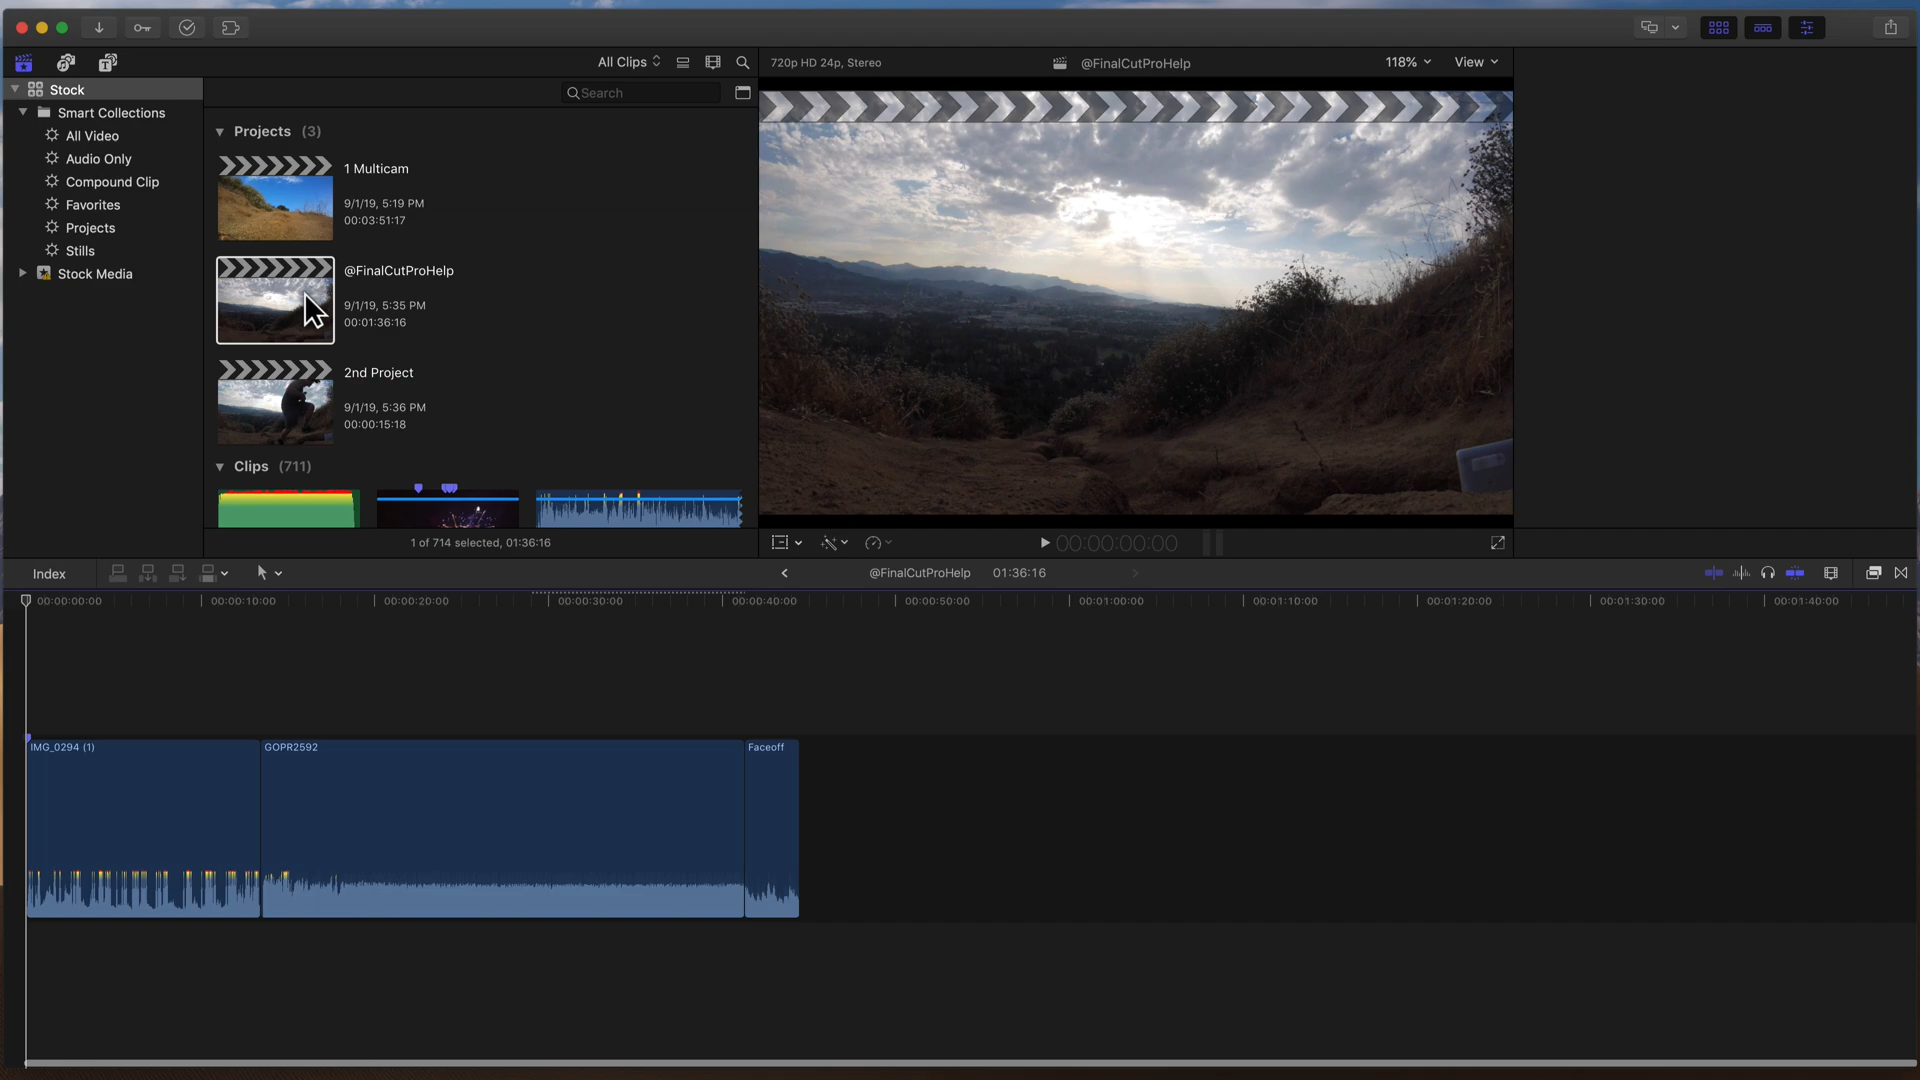 All Clips
720p HD 24p, Stereo
@FinalCutProHelp
118%
View
Stock
Smart Collections
All Video
Audio Only
Compound Clip
Favorites
Projects
Stills
Stock Media
Search
Projects (3)
1 Multicam
9/1/19, 5:19 PM
00:03:51:17
@FinalCutProHelp
9/1/19, 5:35 PM
00:01:36:16
2nd Project
9/1/19, 5:36 PM
00:00:15:18
Clips (711)
1 of 714 selected, 01:36:16
00:00:00:00
Index
@FinalCutProHelp 01:36:16
00:00:00:00 00:00:10:00 00:00:20:00 00:00:30:00 00:00:40:00 00:00:50:00 00:01:00:00 00:01:10:00 00:01:20:00 00:01:30:00 00:01:40:00
IMG_0294 (1) GOPR2592 Faceoff